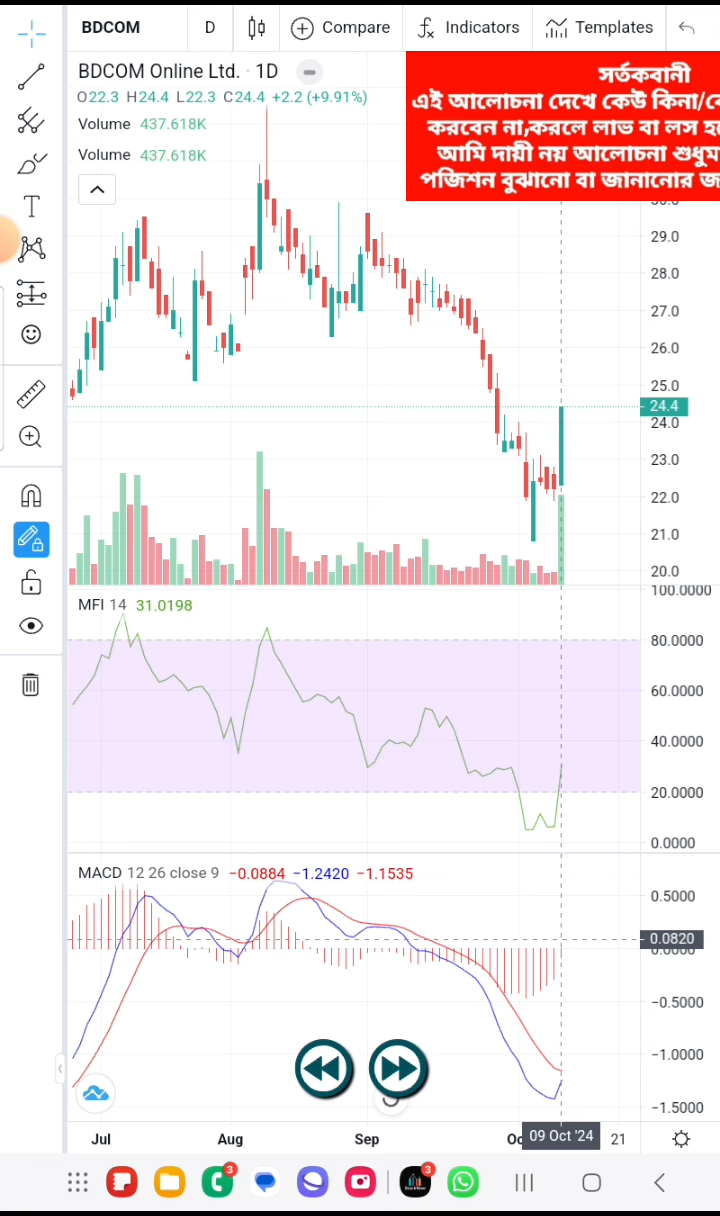 BDCOM D Compare Indicators Templates
BDCOM Online Ltd. · 1D
O22.3 H24.4 L22.3 C24.4 +2.2 (+9.91%)
Volume 437.618K
Volume 437.618K
সর্তকবানী
এই আলোচনা দেখে কেউ কিনা/
করবেন না,করলে লাভ বা লস
আমি দায়ী নয় আলোচনা
পজিশন বুঝানো বা জানানোর
29.0
28.0
27.0
26.0
25.0
24.4
24.0
23.0
22.0
21.0
20.0
MFI 14 31.0198
100.0000
80.0000
60.0000
40.0000
20.0000
0.0000
MACD 12 26 close 9 −0.0884 −1.2420 −1.1535
0.5000
0.0820
0.0000
−0.5000
−1.0000
−1.5000
Jul Aug Sep 09 Oct '24 21
3 3